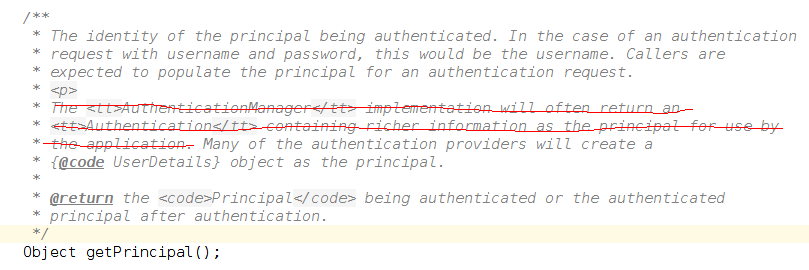 /**
* The identity of the principal being authenticated. In the case of an authentication
* request with username and password, this would be the username. Callers are
* expected to populate the principal for an authentication request.
* <p>
* The <tt>AuthenticationManager</tt> implementation will often return an
* <tt>Authentication</tt> containing richer information as the principal for use by
* the application. Many of the authentication providers will create a
* {@code UserDetails} object as the principal.
*
* @return the <code>Principal</code> being authenticated or the authenticated
* principal after authentication.
*/
Object getPrincipal();